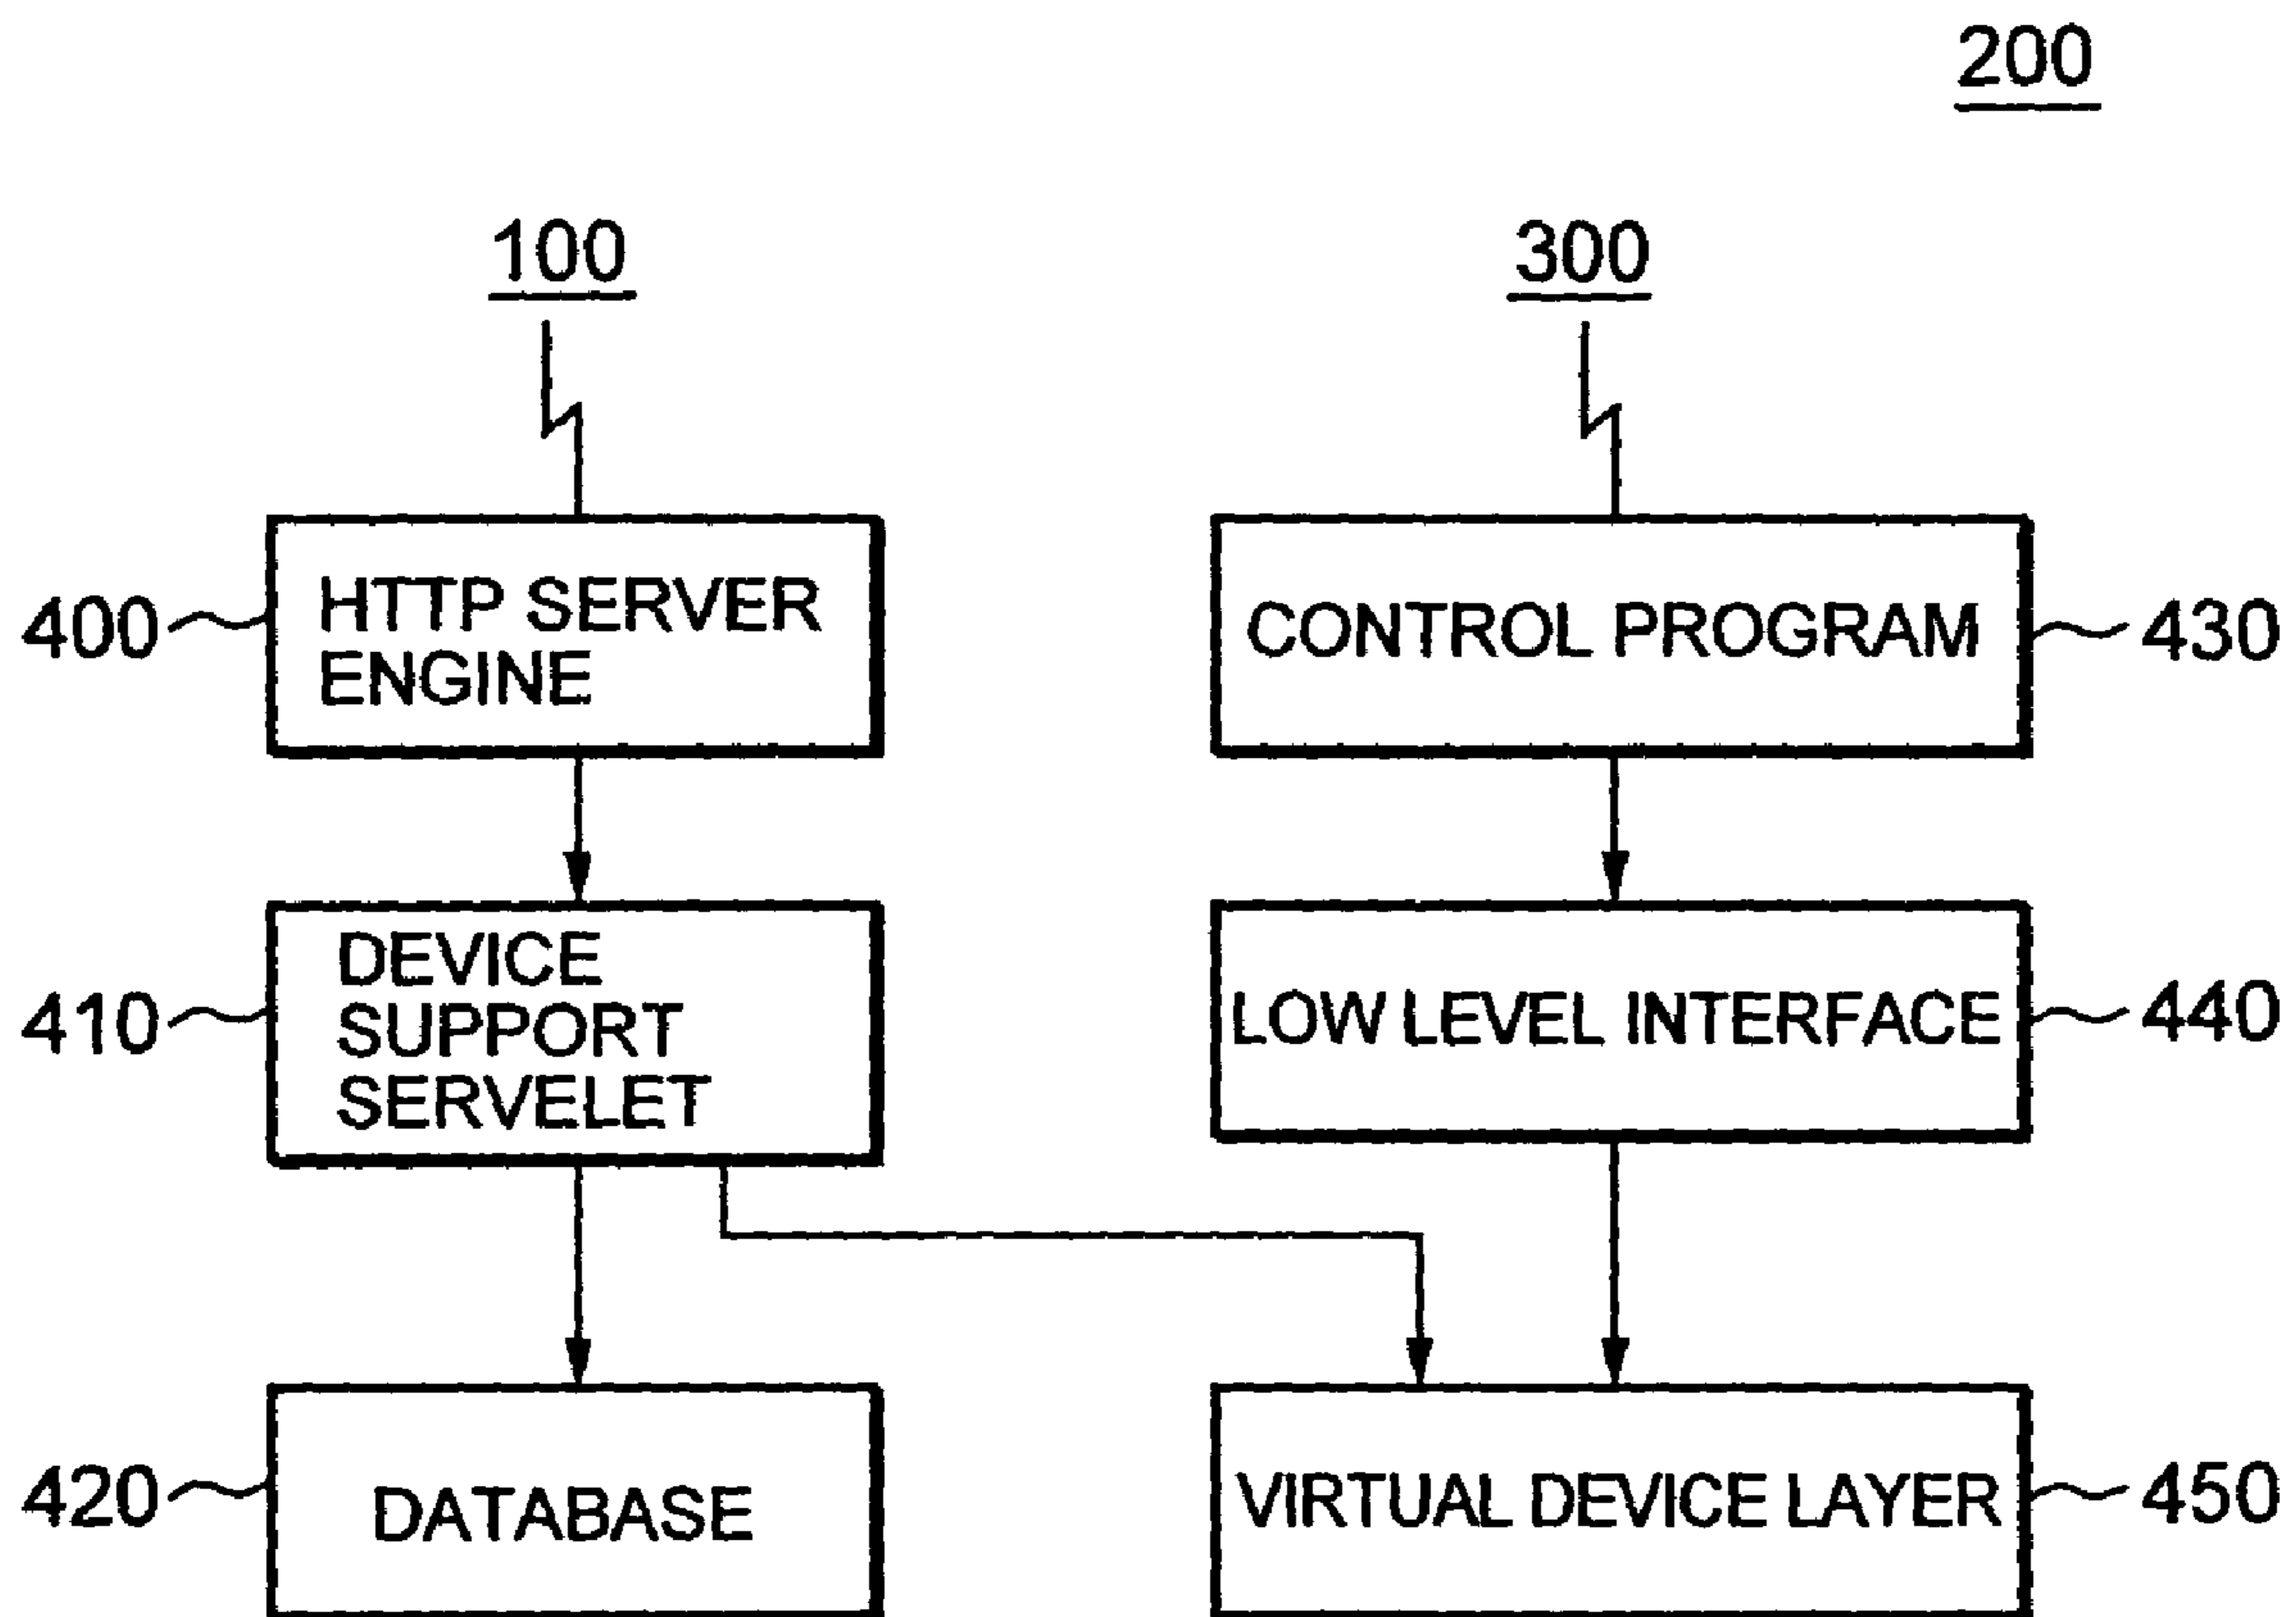 200
100
300
400
HTTP SERVER
ENGINE
CONTROL PROGRAM
430
410
DEVICE
SUPPORT
SERVELET
LOW LEVEL INTERFACE
440
420
DATABASE
VIRTUAL DEVICE LAYER
450